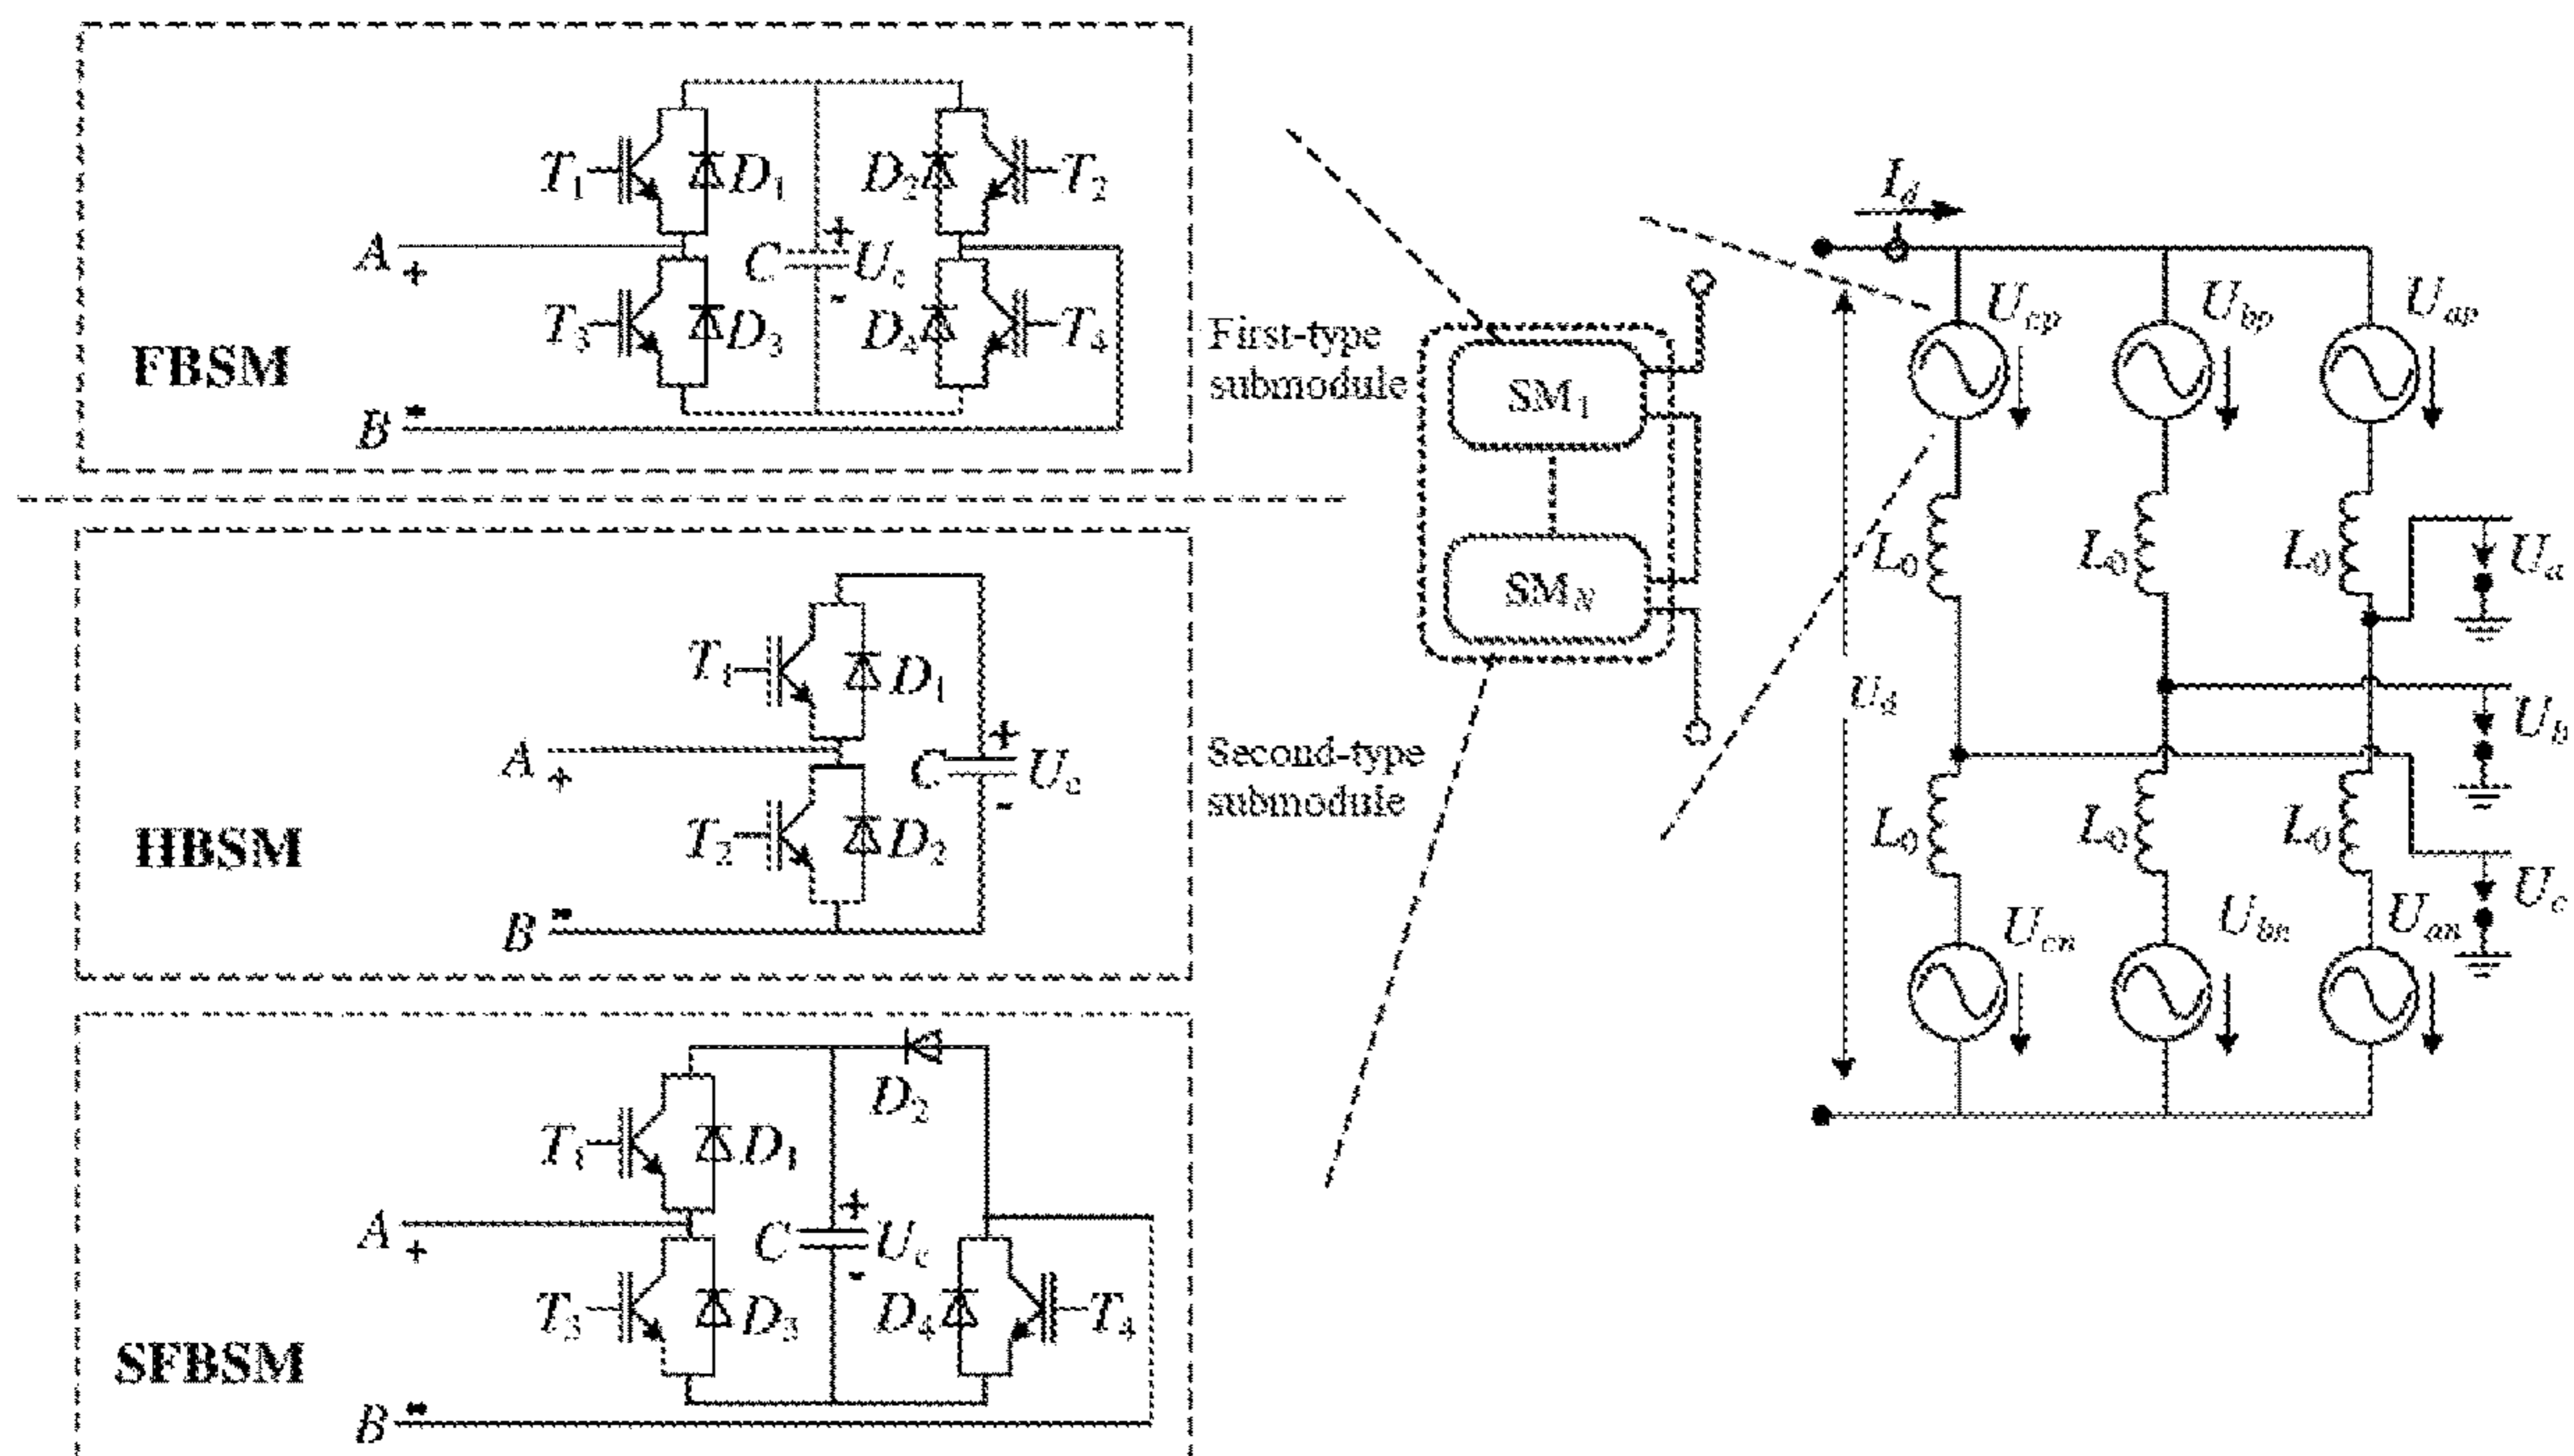 T1
D1
D2
T2
A
+
C
+
Uc
-
T3
D3
D4
T4
FBSM
B
-
First-type
submodule
T1
D1
A
+
C
+
Uc
-
T2
D2
HBSM
B
-
Second-type
submodule
D2
T1
D1
A
+
C
+
Uc
-
T3
D3
D4
T4
SFBSM
B
-
SM1
SMN
Id
Ucp
Ubp
Uap
L0
L0
L0
Ua
Ud
Ub
L0
L0
L0
Uc
Ucn
Ubn
Uan